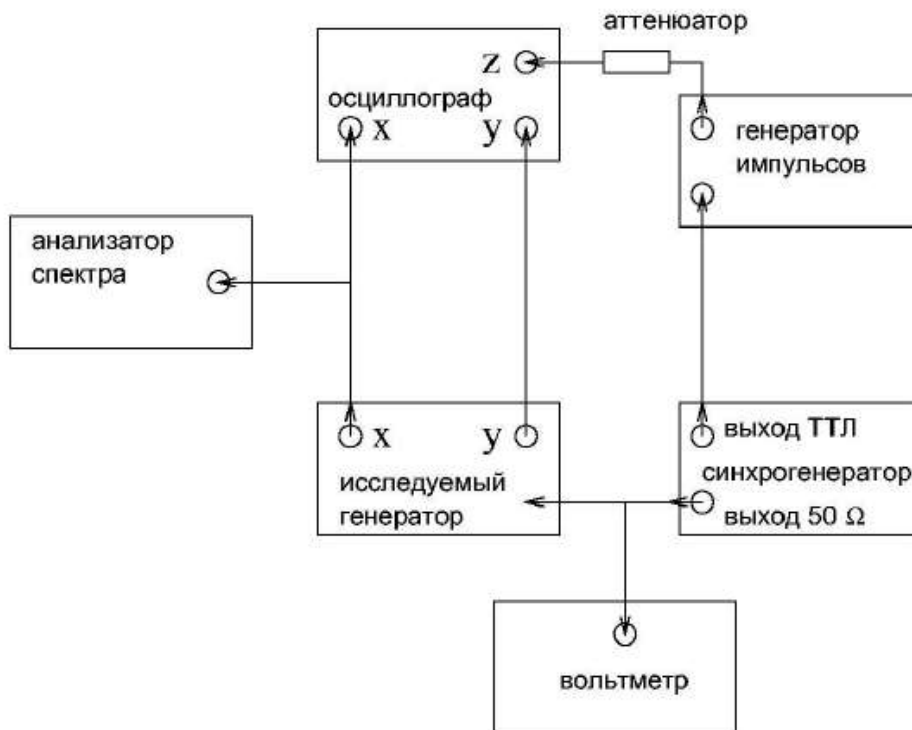 аттенюатор
z
осциллограф
x y
генератор
импульсов
анализатор
спектра
x y
исследуемый
генератор
выход ТТЛ
синхрогенератор
выход 50 Ω
вольтметр